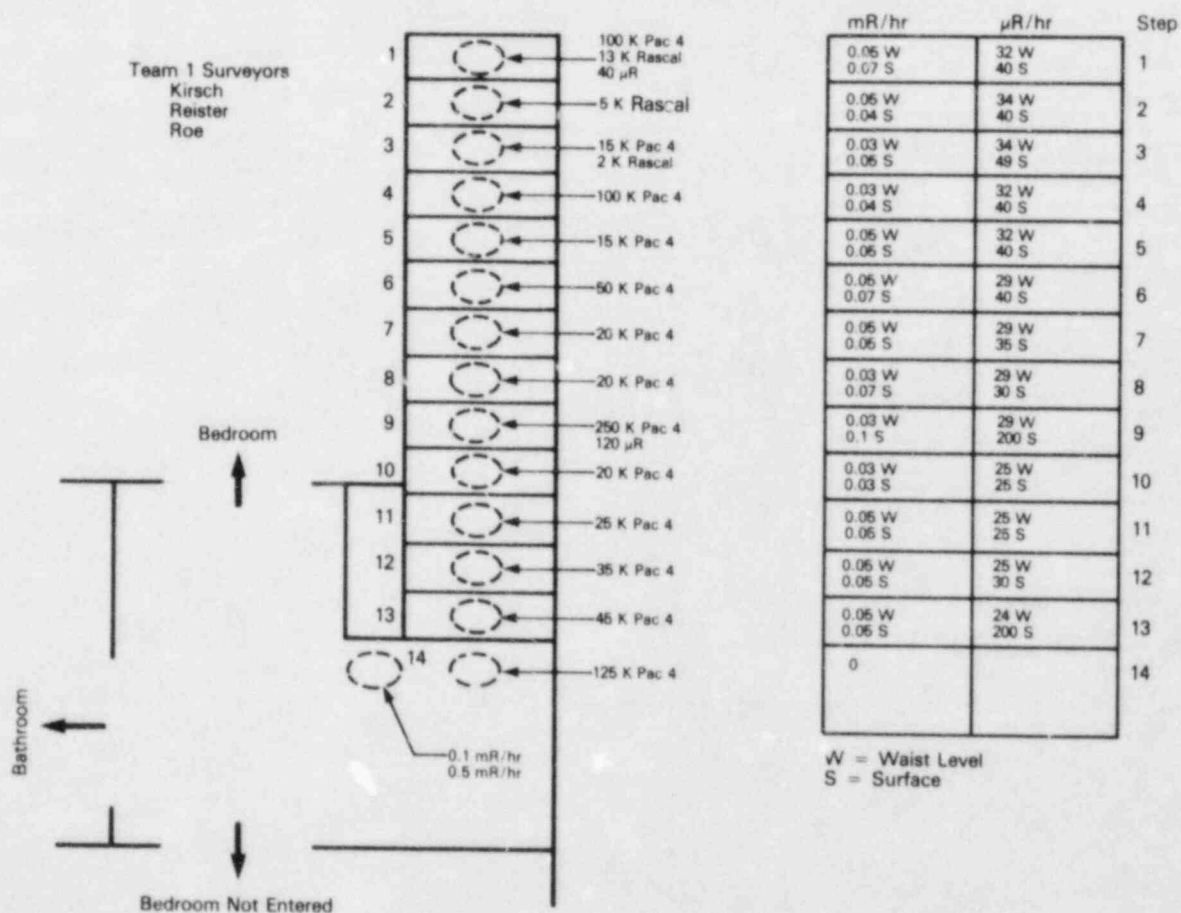 Team 1 Surveyors
Kirsch
Reister
Roe
1
100 K Pac 4
13 K Rascal
40 μR
2
5 K Rascal
3
15 K Pac 4
2 K Rascal
4
100 K Pac 4
5
15 K Pac 4
6
50 K Pac 4
7
20 K Pac 4
8
20 K Pac 4
9
250 K Pac 4
120 μR
10
20 K Pac 4
11
25 K Pac 4
12
35 K Pac 4
13
45 K Pac 4
14
125 K Pac 4
0.1 mR/hr
0.5 mR/hr
Bedroom
Bathroom
Bedroom Not Entered
mR/hr μR/hr Step
0.05 W 32 W
0.07 S 40 S
1
0.05 W 34 W
0.04 S 40 S
2
0.03 W 34 W
0.05 S 49 S
3
0.03 W 32 W
0.04 S 40 S
4
0.05 W 32 W
0.05 S 40 S
5
0.05 W 29 W
0.07 S 40 S
6
0.05 W 29 W
0.05 S 35 S
7
0.03 W 29 W
0.07 S 30 S
8
0.03 W 29 W
0.1 S 200 S
9
0.03 W 25 W
0.03 S 25 S
10
0.05 W 25 W
0.05 S 25 S
11
0.05 W 25 W
0.05 S 30 S
12
0.05 W 24 W
0.05 S 200 S
13
0
14
W = Waist Level
S = Surface